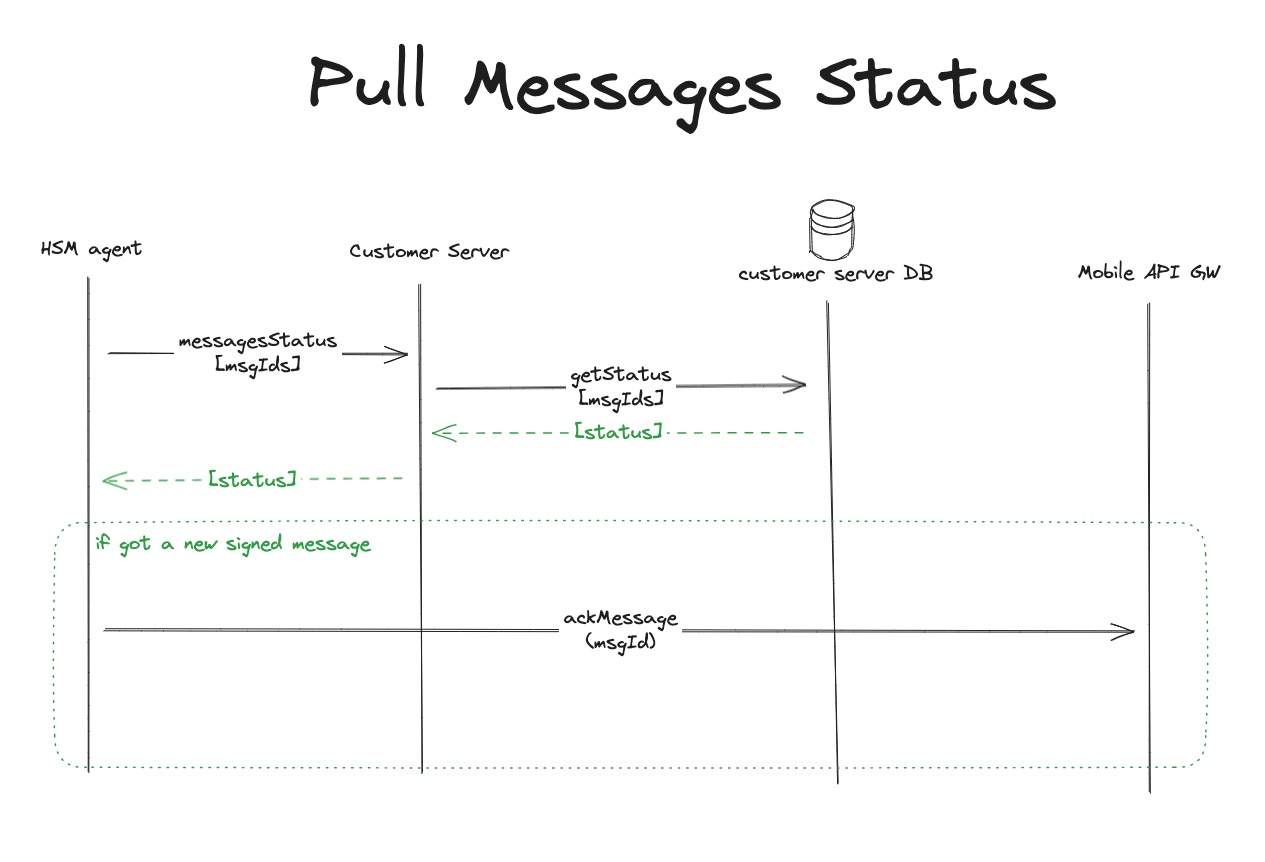 Pull Messages Status
HSM agent
Customer Server
customer server DB
Mobile API GW
messagesStatus
[msgIds]
getStatus
[msgIds]
[status]
[status]
if got a new signed message
ackMessage
(msgId)